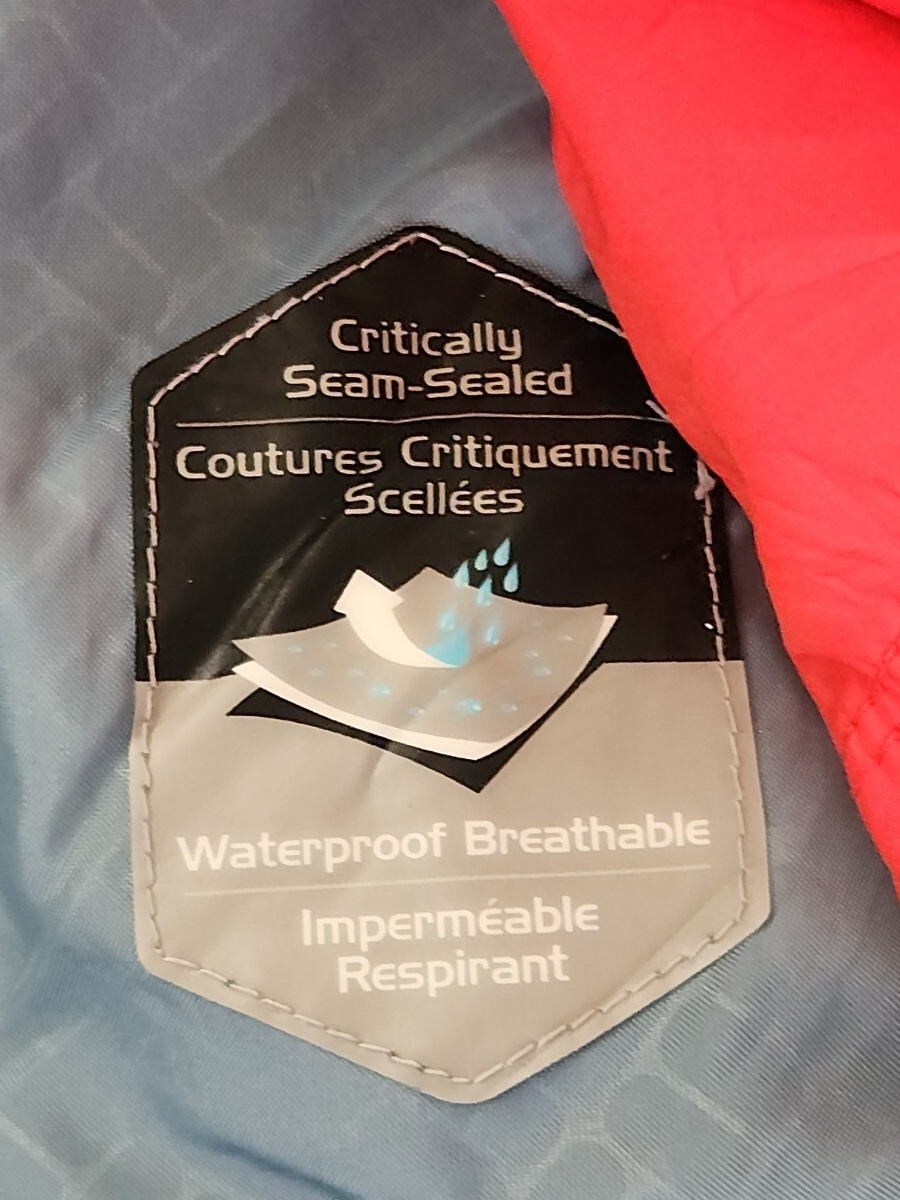 Critically
Seam-Sealed
Coutures Critiquement
Scellées
Waterproof Breathable
Imperméable
Respirant